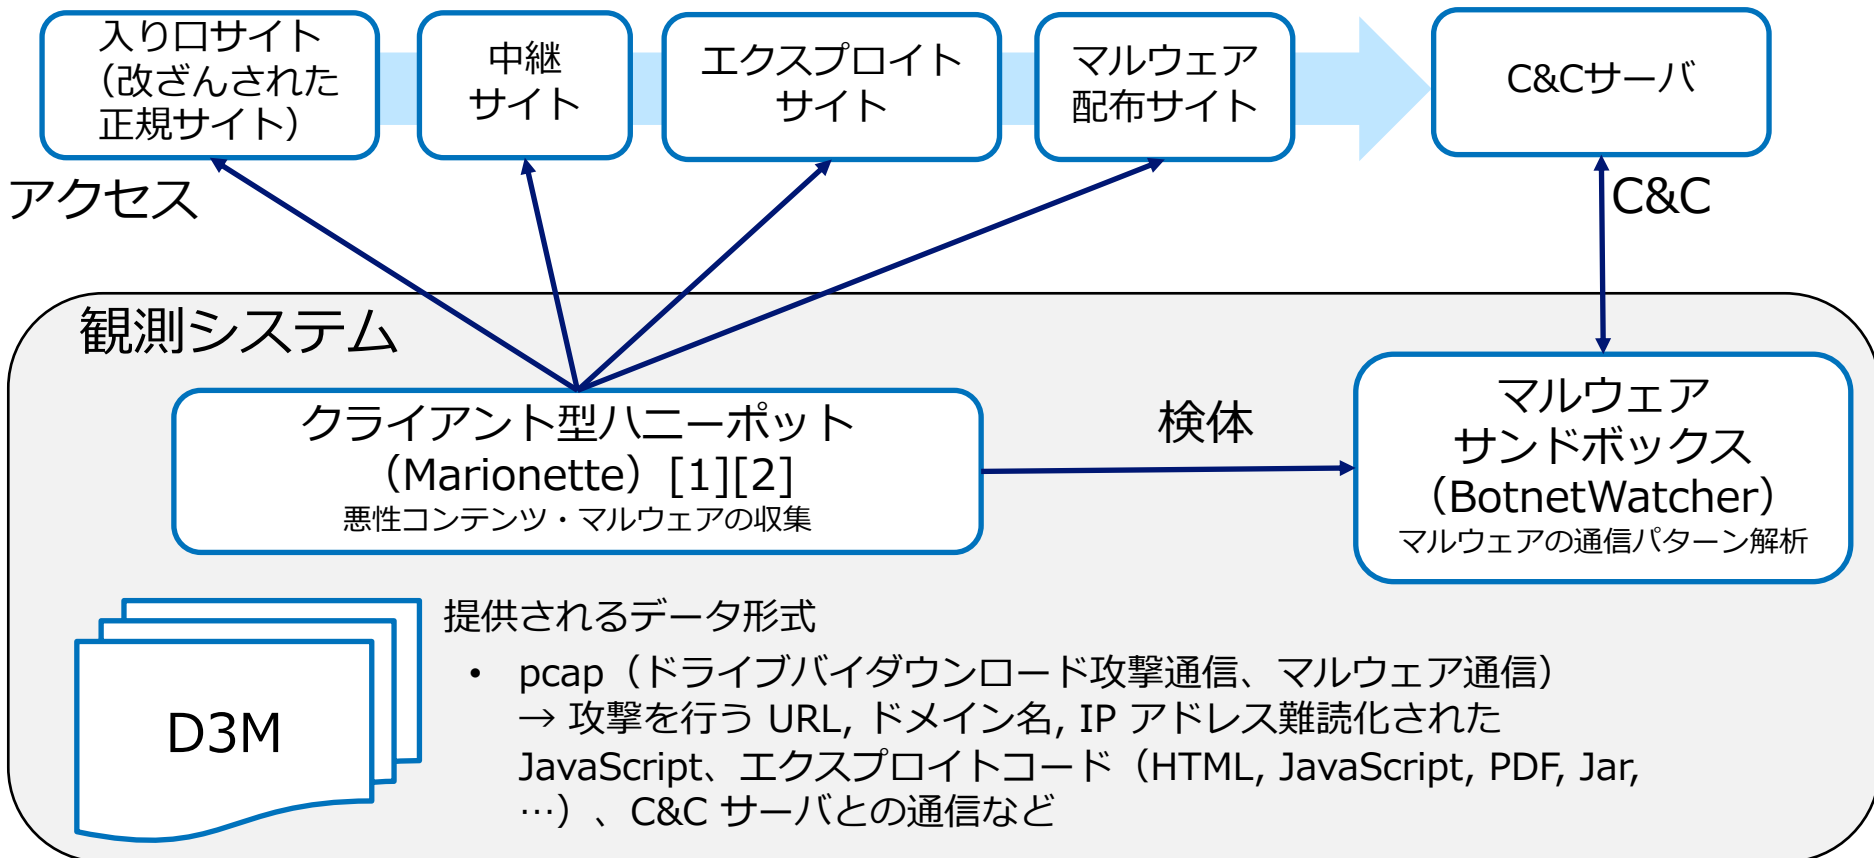 入り口サイト
（改ざんされた
正規サイト）
中継
サイト
エクスプロイト
サイト
マルウェア
配布サイト
C&Cサーバ
アクセス
C&C
観測システム
クライアント型ハニーポット
（Marionette）[1][2]
悪性コンテンツ・マルウェアの収集
検体
マルウェア
サンドボックス
（BotnetWatcher）
マルウェアの通信パターン解析
D3M
提供されるデータ形式
• pcap（ドライブバイダウンロード攻撃通信、マルウェア通信）
→ 攻撃を行う URL, ドメイン名, IP アドレス難読化された
JavaScript、エクスプロイトコード（HTML, JavaScript, PDF, Jar,
…）、C&C サーバとの通信など